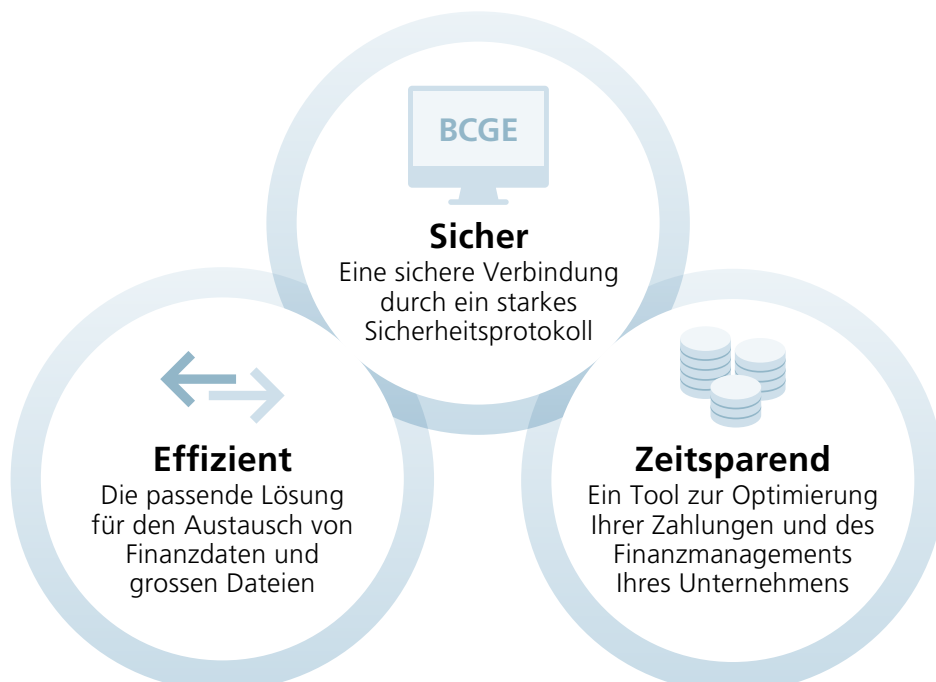 BCGE
Sicher
Eine sichere Verbindung
durch ein starkes
Sicherheitsprotokoll
Effizient
Die passende Lösung
für den Austausch von
Finanzdaten und
grossen Dateien
Zeitsparend
Ein Tool zur Optimierung
Ihrer Zahlungen und des
Finanzmanagements
Ihres Unternehmens